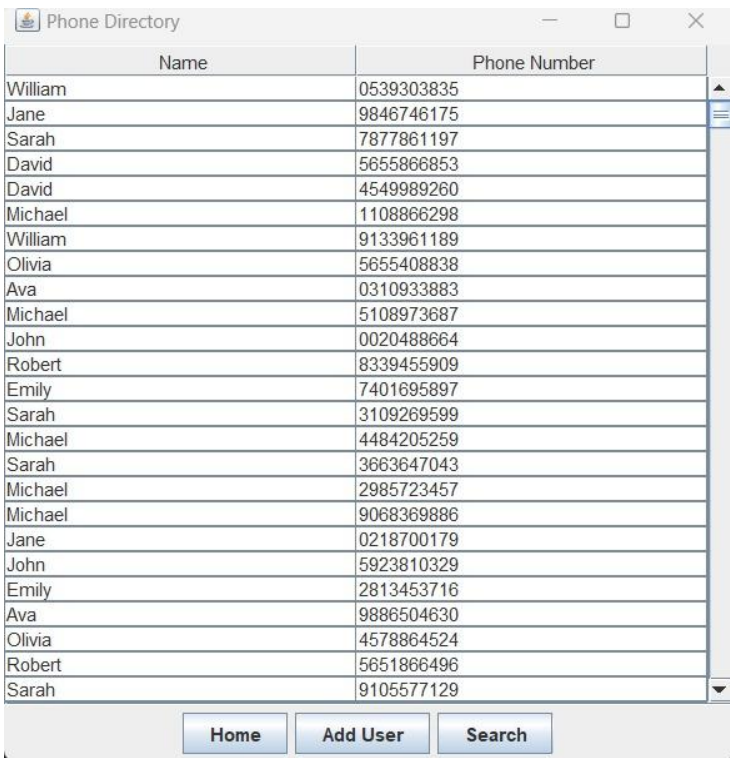 Phone Directory
Name Phone Number
William 0539303835
Jane 9846746175
Sarah 7877861197
David 5655866853
David 4549989260
Michael 1108866298
William 9133961189
Olivia 5655408838
Ava 0310933883
Michael 5108973687
John 0020488664
Robert 8339455909
Emily 7401695897
Sarah 3109269599
Michael 4484205259
Sarah 3663647043
Michael 2985723457
Michael 9068369886
Jane 0218700179
John 5923810329
Emily 2813453716
Ava 9886504630
Olivia 4578864524
Robert 5651866496
Sarah 9105577129
Home Add User Search